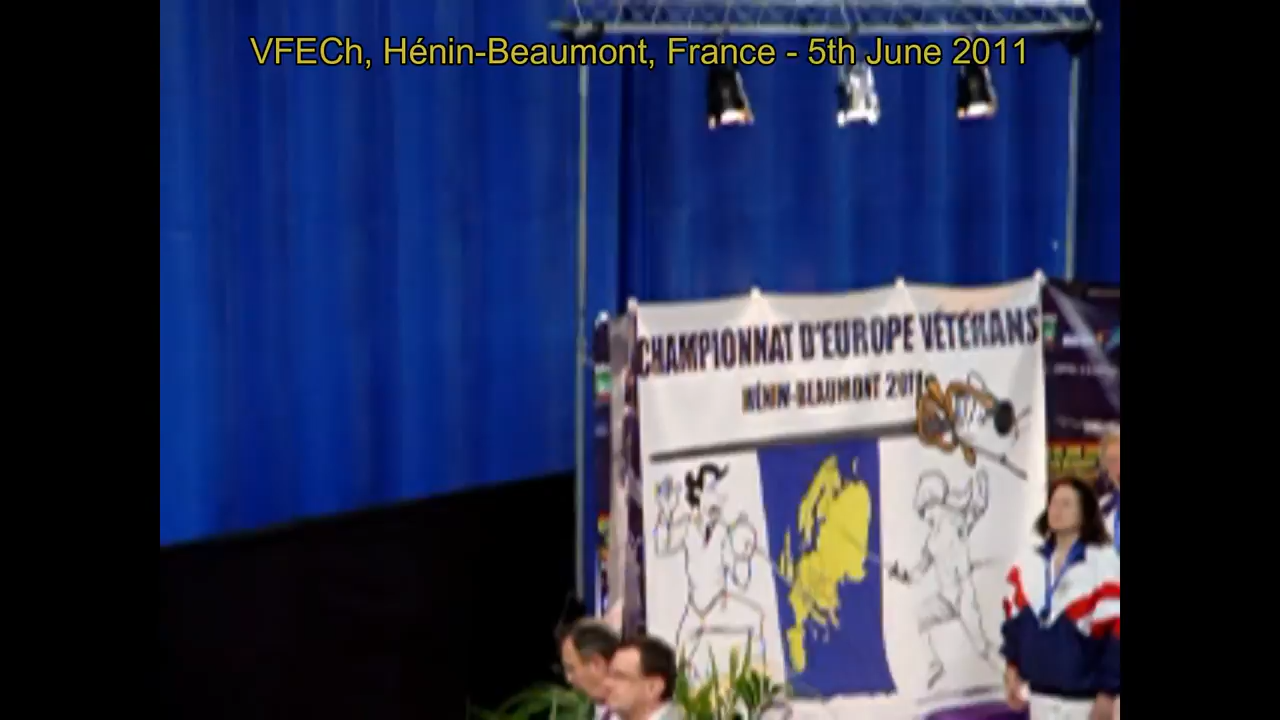 VFECh, Hénin-Beaumont, France - 5th June 2011
CHAMPIONNAT D'EUROPE VÉTÉRANS
HÉNIN-BEAUMONT 2011